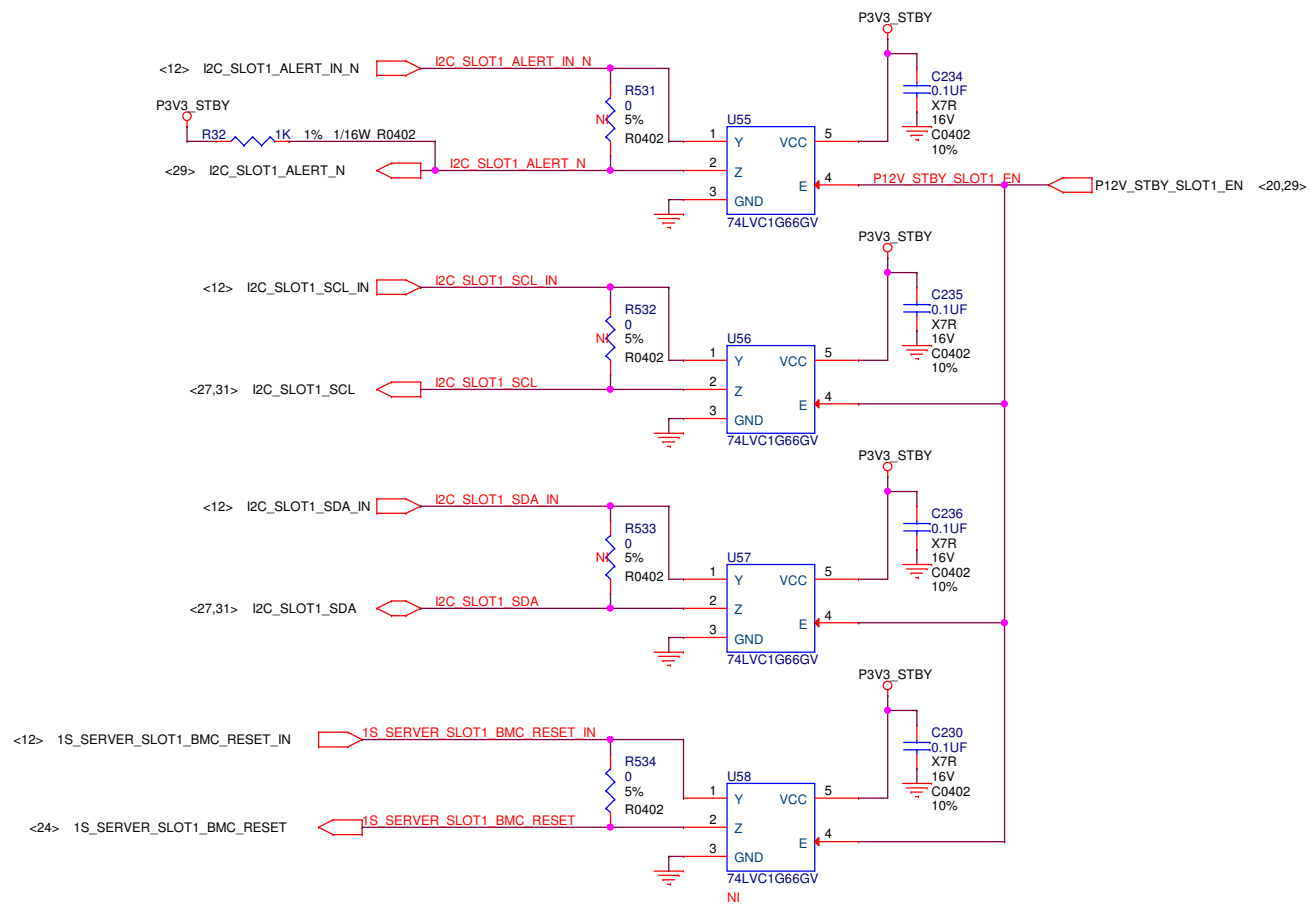 P3V3_STBY
<12> I2C_SLOT1_ALERT_IN_N I2C_SLOT1_ALERT_IN_N
C234
0.1UF
X7R
16V
C0402
10%
R531
0
NI 5%
R0402
P3V3_STBY
R32 1K 1% 1/16W R0402
U55
1 Y VCC 5
<29> I2C_SLOT1_ALERT_N I2C_SLOT1_ALERT_N 2 Z
E 4 P12V_STBY_SLOT1_EN P12V_STBY_SLOT1_EN <20,29>
3 GND
74LVC1G66GV
P3V3_STBY
<12> I2C_SLOT1_SCL_IN I2C_SLOT1_SCL_IN
C235
0.1UF
X7R
16V
C0402
10%
R532
0
NI 5%
R0402
U56
1 Y VCC 5
<27,31> I2C_SLOT1_SCL I2C_SLOT1_SCL 2 Z
E 4
3 GND
74LVC1G66GV
P3V3_STBY
<12> I2C_SLOT1_SDA_IN I2C_SLOT1_SDA_IN
C236
0.1UF
X7R
16V
C0402
10%
R533
0
NI 5%
R0402
U57
1 Y VCC 5
<27,31> I2C_SLOT1_SDA I2C_SLOT1_SDA 2 Z
E 4
3 GND
74LVC1G66GV
P3V3_STBY
<12> 1S_SERVER_SLOT1_BMC_RESET_IN 1S_SERVER_SLOT1_BMC_RESET_IN
C230
0.1UF
X7R
16V
C0402
10%
R534
0
5%
R0402
U58
1 Y VCC 5
<24> 1S_SERVER_SLOT1_BMC_RESET 1S_SERVER_SLOT1_BMC_RESET 2 Z
E 4
3 GND
74LVC1G66GV
NI